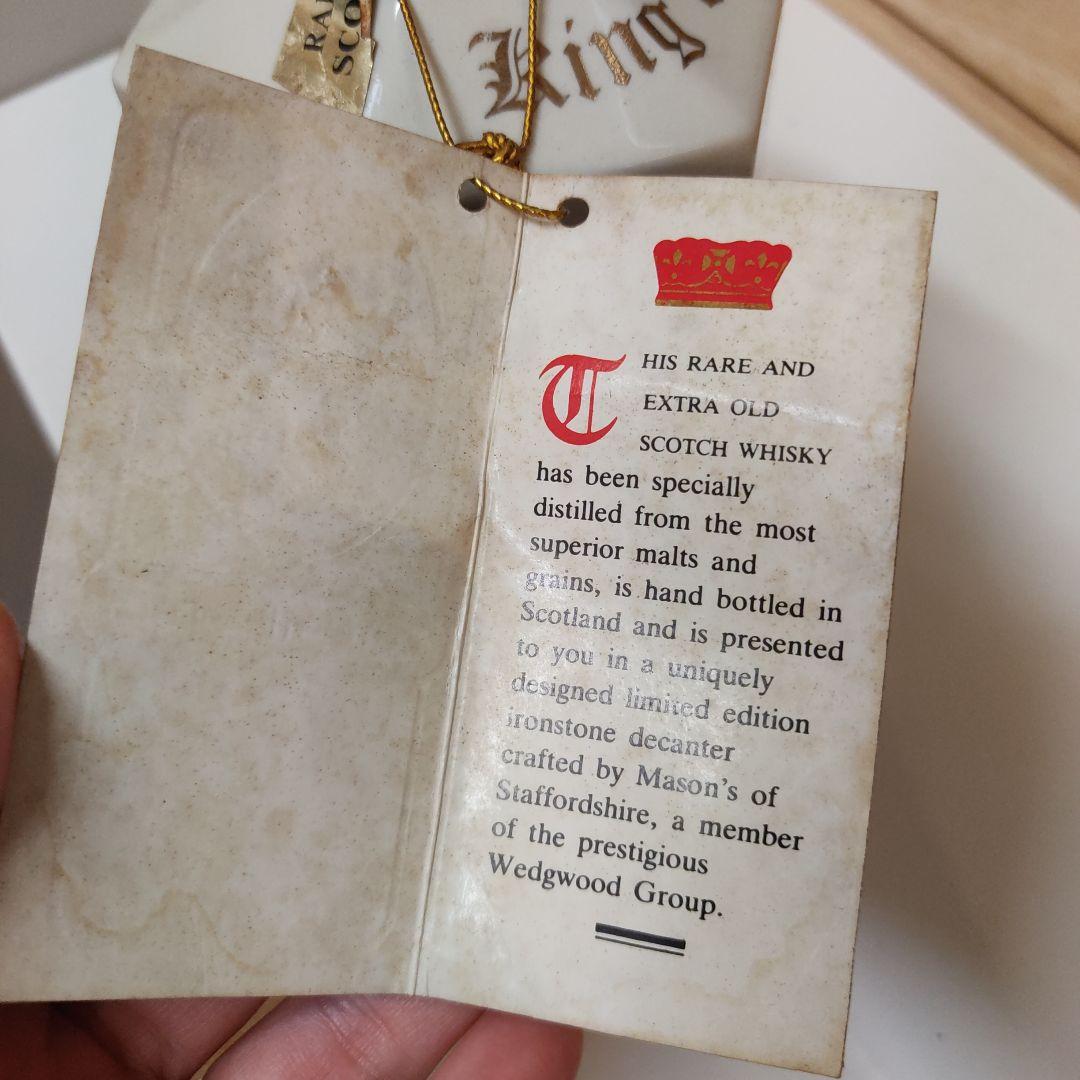 King
THIS RARE AND
EXTRA OLD
SCOTCH WHISKY
has been specially
distilled from the most
superior malts and
grains, is hand bottled in
Scotland and is presented
to you in a uniquely
designed limited edition
ironstone decanter
crafted by Mason's of
Staffordshire, a member
of the prestigious
Wedgwood Group.